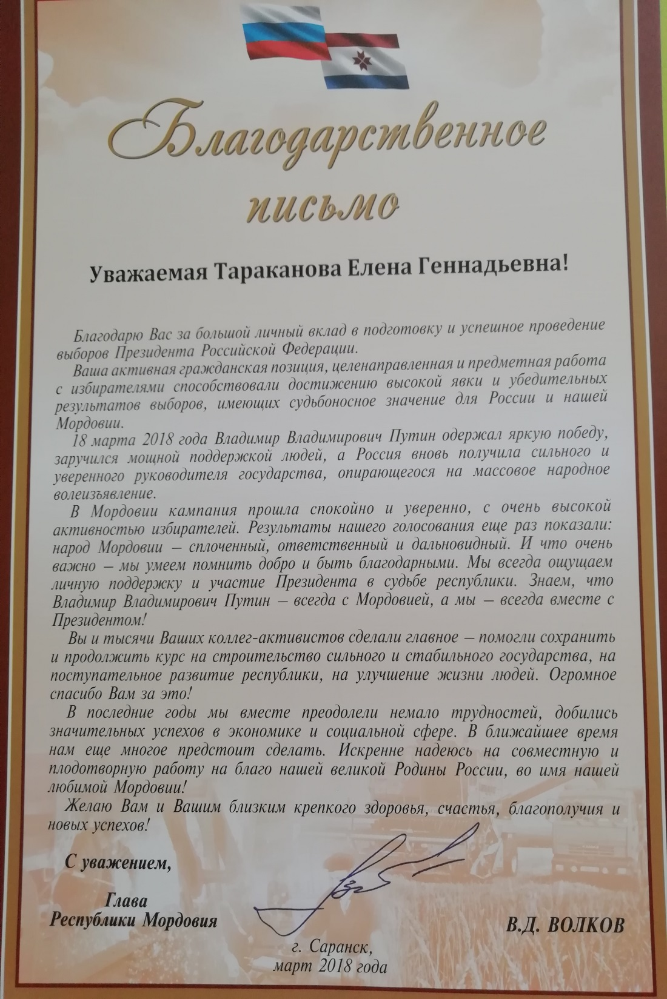 Благодарственное
письмо
Уважаемая Тараканова Елена Геннадьевна!
Благодарю Вас за большой личный вклад в подготовку и успешное проведение
выборов Президента Российской Федерации.
Ваша активная гражданская позиция, целенаправленная и предметная работа
с избирателями способствовали достижению высокой явки и убедительных
результатов выборов, имеющих судьбоносное значение для России и нашей
Мордовии.
18 марта 2018 года Владимир Владимирович Путин одержал яркую победу,
заручился мощной поддержкой людей, а Россия вновь получила сильного и
уверенного руководителя государства, опирающегося на массовое народное
волеизъявление.
В Мордовии кампания прошла спокойно и уверенно, с очень высокой
активностью избирателей. Результаты нашего голосования еще раз показали:
народ Мордовии – сплоченный, ответственный и дальновидный. И что очень
важно – мы умеем помнить добро и быть благодарными. Мы всегда ощущаем
личную поддержку и участие Президента в судьбе республики. Знаем, что
Владимир Владимирович Путин – всегда с Мордовией, а мы – всегда вместе с
Президентом!
Вы и тысячи Ваших коллег-активистов сделали главное – помогли сохранить
и продолжить курс на строительство сильного и стабильного государства, на
поступательное развитие республики, на улучшение жизни людей. Огромное
спасибо Вам за это!
В последние годы мы вместе преодолели немало трудностей, добились
значительных успехов в экономике и социальной сфере. В ближайшее время
нам еще многое предстоит сделать. Искренне надеюсь на совместную и
плодотворную работу на благо нашей великой Родины России, во имя нашей
любимой Мордовии!
Желаю Вам и Вашим близким крепкого здоровья, счастья, благополучия и
новых успехов!
С уважением,
Глава
Республики Мордовия
В.Д. ВОЛКОВ
г. Саранск,
март 2018 года